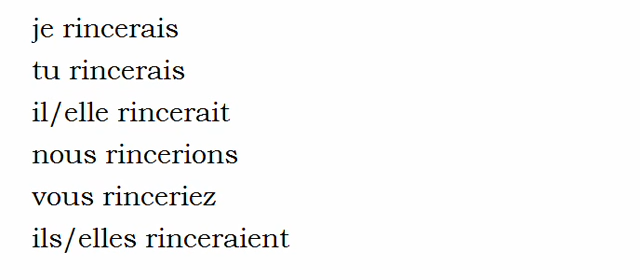 je rincerais
tu rincerais
il/elle rincerait
nous rincerions
vous rinceriez
ils/elles rinceraient